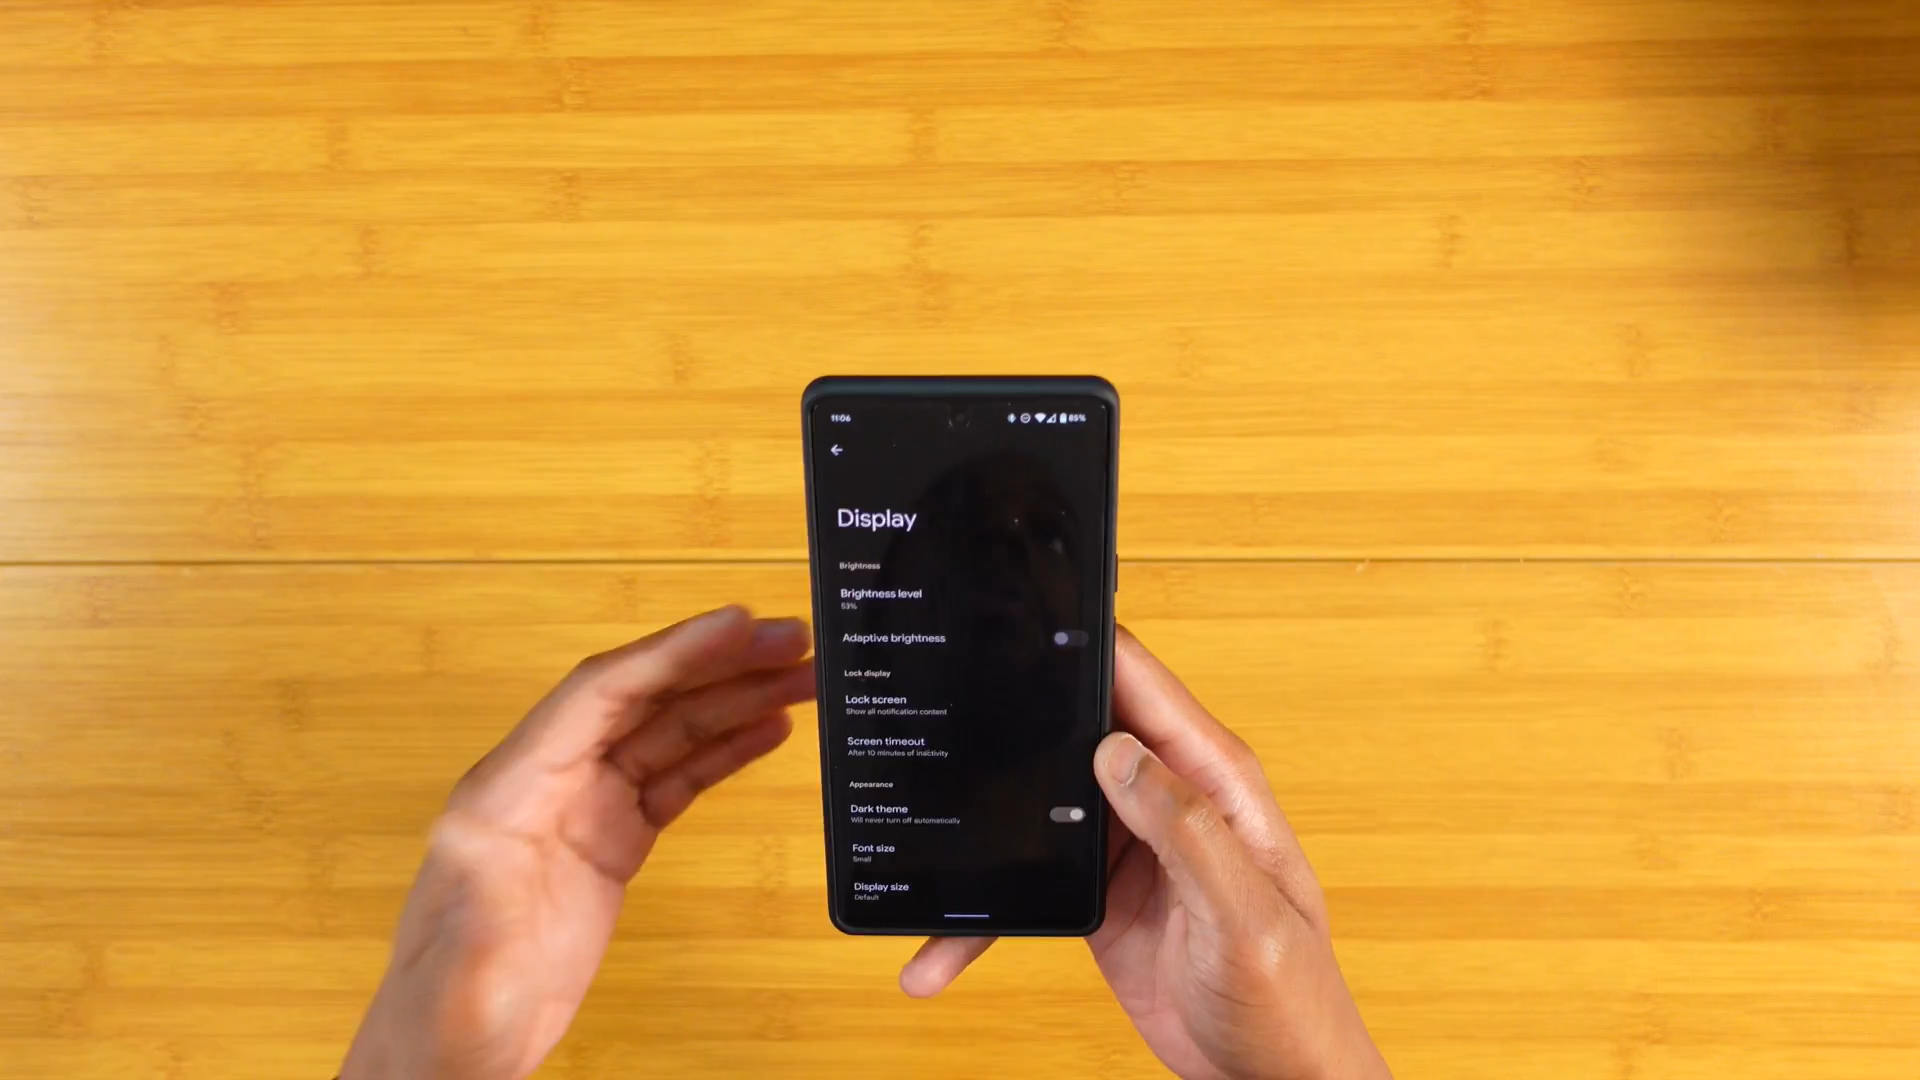 11:06
85%
Display
Brightness
Brightness level
53%
Adaptive brightness
Lock display
Lock screen
Show all notification content
Screen timeout
After 10 minutes of inactivity
Appearance
Dark theme
Will never turn off automatically
Font size
Small
Display size
Default